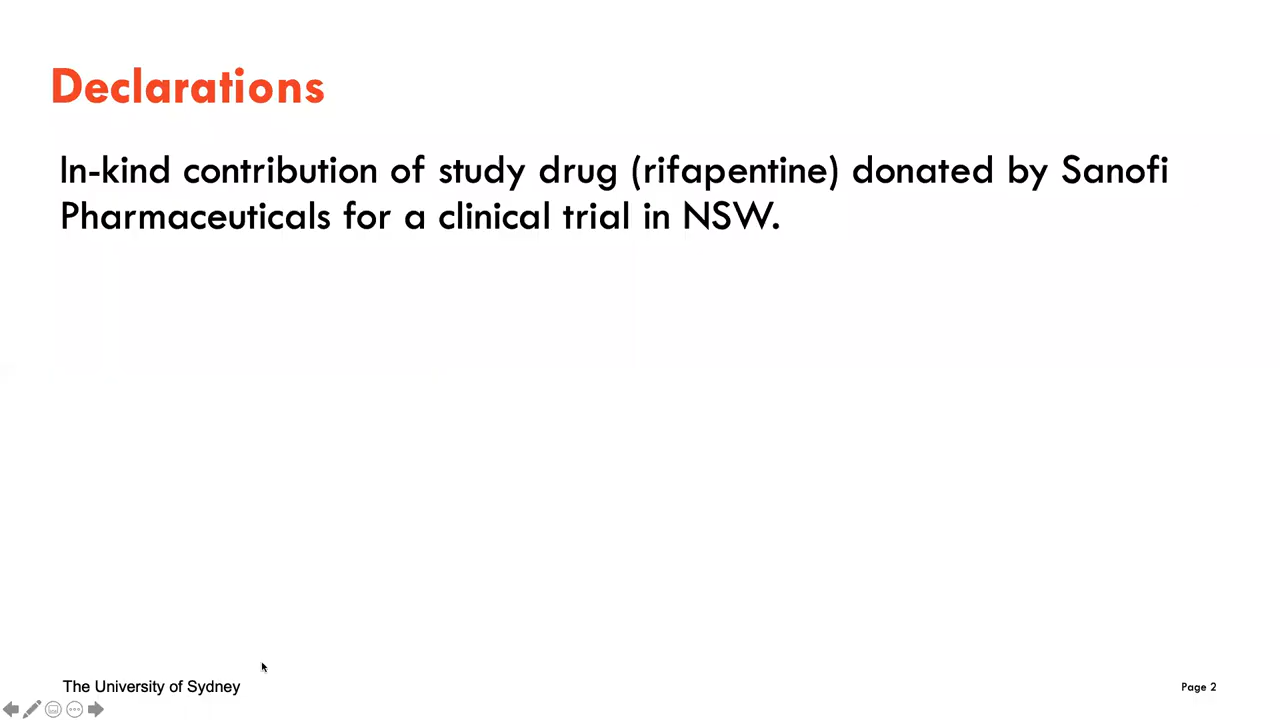 Declarations
In-kind contribution of study drug (rifapentine) donated by Sanofi
Pharmaceuticals for a clinical trial in NSW.
The University of Sydney
Page 2